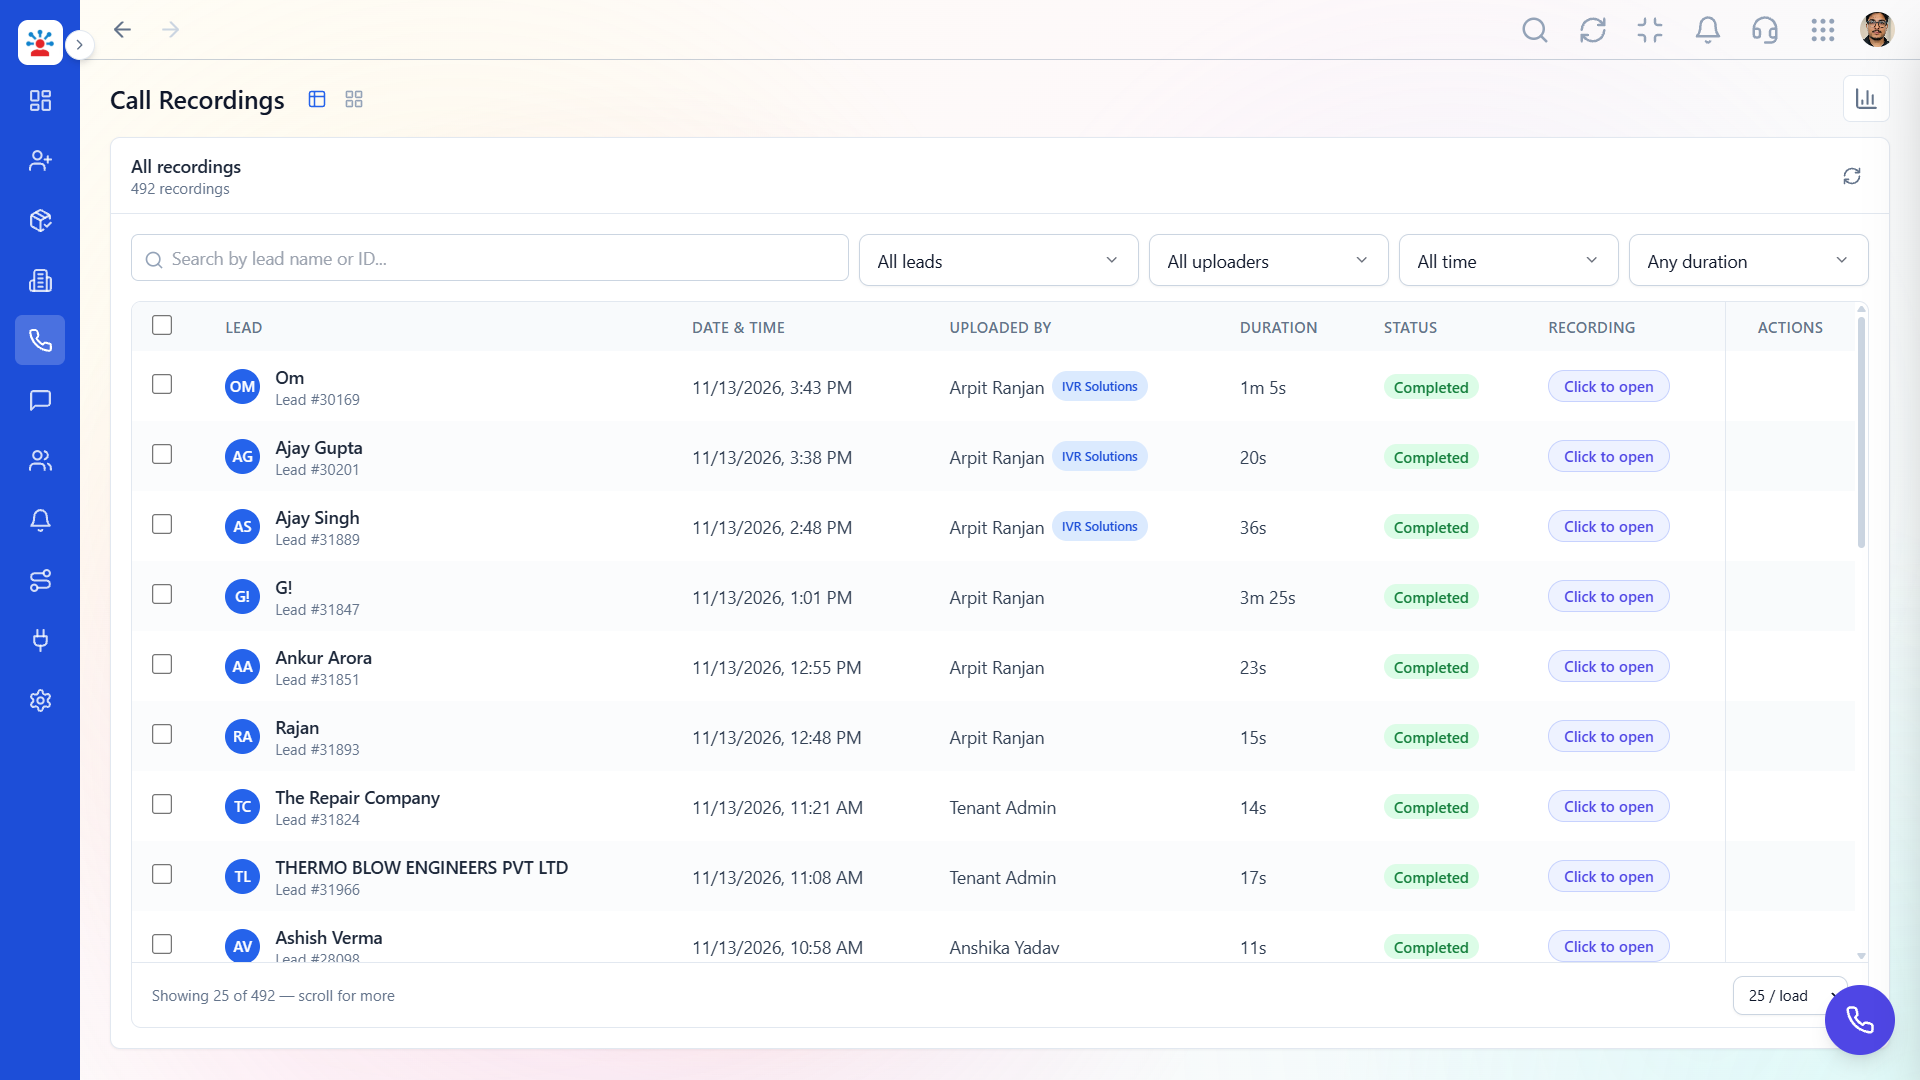 Call Recordings
All recordings
492 recordings
Search by lead name or ID...
All leads
All uploaders
All time
Any duration
LEAD DATE & TIME UPLOADED BY DURATION STATUS RECORDING ACTIONS
OM Om
Lead #30169
11/13/2026, 3:43 PM Arpit Ranjan IVR Solutions 1m 5s Completed Click to open
AG Ajay Gupta
Lead #30201
11/13/2026, 3:38 PM Arpit Ranjan IVR Solutions 20s Completed Click to open
AS Ajay Singh
Lead #31889
11/13/2026, 2:48 PM Arpit Ranjan IVR Solutions 36s Completed Click to open
G! G!
Lead #31847
11/13/2026, 1:01 PM Arpit Ranjan 3m 25s Completed Click to open
AA Ankur Arora
Lead #31851
11/13/2026, 12:55 PM Arpit Ranjan 23s Completed Click to open
RA Rajan
Lead #31893
11/13/2026, 12:48 PM Arpit Ranjan 15s Completed Click to open
TC The Repair Company
Lead #31824
11/13/2026, 11:21 AM Tenant Admin 14s Completed Click to open
TL THERMO BLOW ENGINEERS PVT LTD
Lead #31966
11/13/2026, 11:08 AM Tenant Admin 17s Completed Click to open
AV Ashish Verma
Lead #28098
11/13/2026, 10:58 AM Anshika Yadav 11s Completed Click to open
Showing 25 of 492 — scroll for more
25 / load